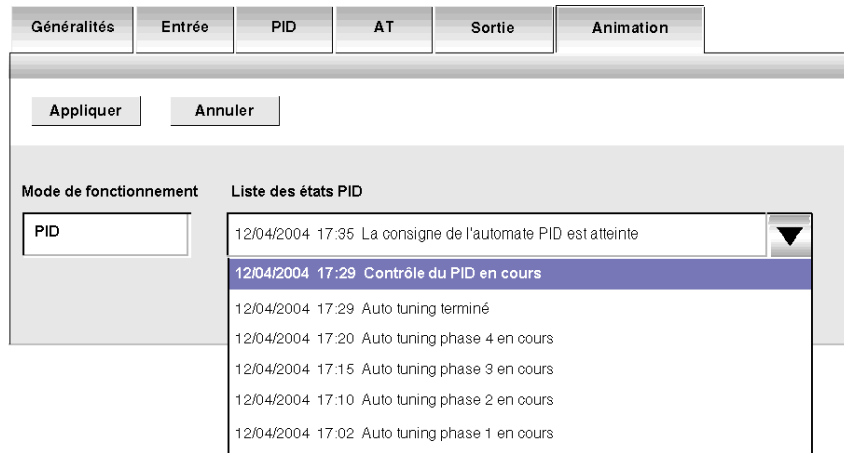 Généralités Entrée PID AT Sortie Animation
Appliquer Annuler
Mode de fonctionnement Liste des états PID
PID 12/04/2004 17:35 La consigne de l'automate PID est atteinte
12/04/2004 17:29 Contrôle du PID en cours
12/04/2004 17:29 Auto tuning terminé
12/04/2004 17:20 Auto tuning phase 4 en cours
12/04/2004 17:15 Auto tuning phase 3 en cours
12/04/2004 17:10 Auto tuning phase 2 en cours
12/04/2004 17:02 Auto tuning phase 1 en cours